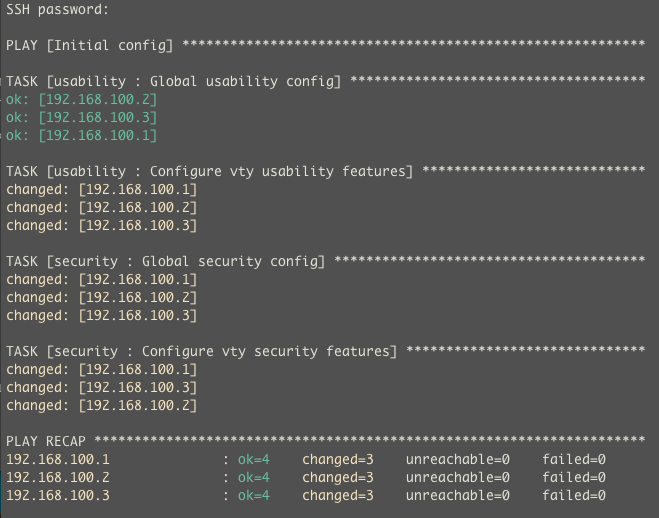 SSH password:
PLAY [Initial config] **********************************************************
TASK [usability : Global usability config] *************************************
ok: [192.168.100.2]
ok: [192.168.100.3]
ok: [192.168.100.1]
TASK [usability : Configure vty usability features] ****************************
changed: [192.168.100.1]
changed: [192.168.100.2]
changed: [192.168.100.3]
TASK [security : Global security config] ***************************************
changed: [192.168.100.1]
changed: [192.168.100.2]
changed: [192.168.100.3]
TASK [security : Configure vty security features] ******************************
changed: [192.168.100.1]
changed: [192.168.100.3]
changed: [192.168.100.2]
PLAY RECAP *********************************************************************
192.168.100.1              : ok=4    changed=3    unreachable=0    failed=0
192.168.100.2              : ok=4    changed=3    unreachable=0    failed=0
192.168.100.3              : ok=4    changed=3    unreachable=0    failed=0